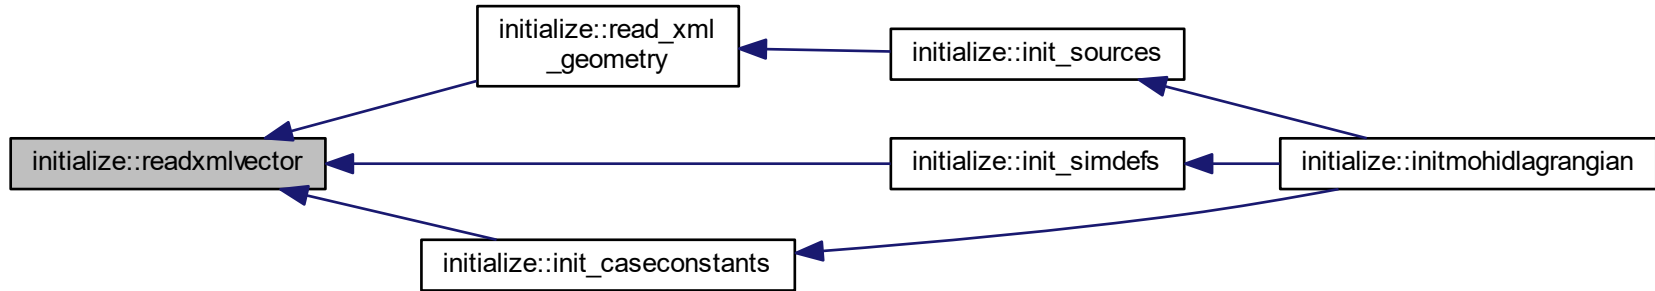 initialize::read_xml
_geometry
initialize::init_sources
initialize::readxmlvector
initialize::init_simdefs
initialize::initmohidlagrangian
initialize::init_caseconstants